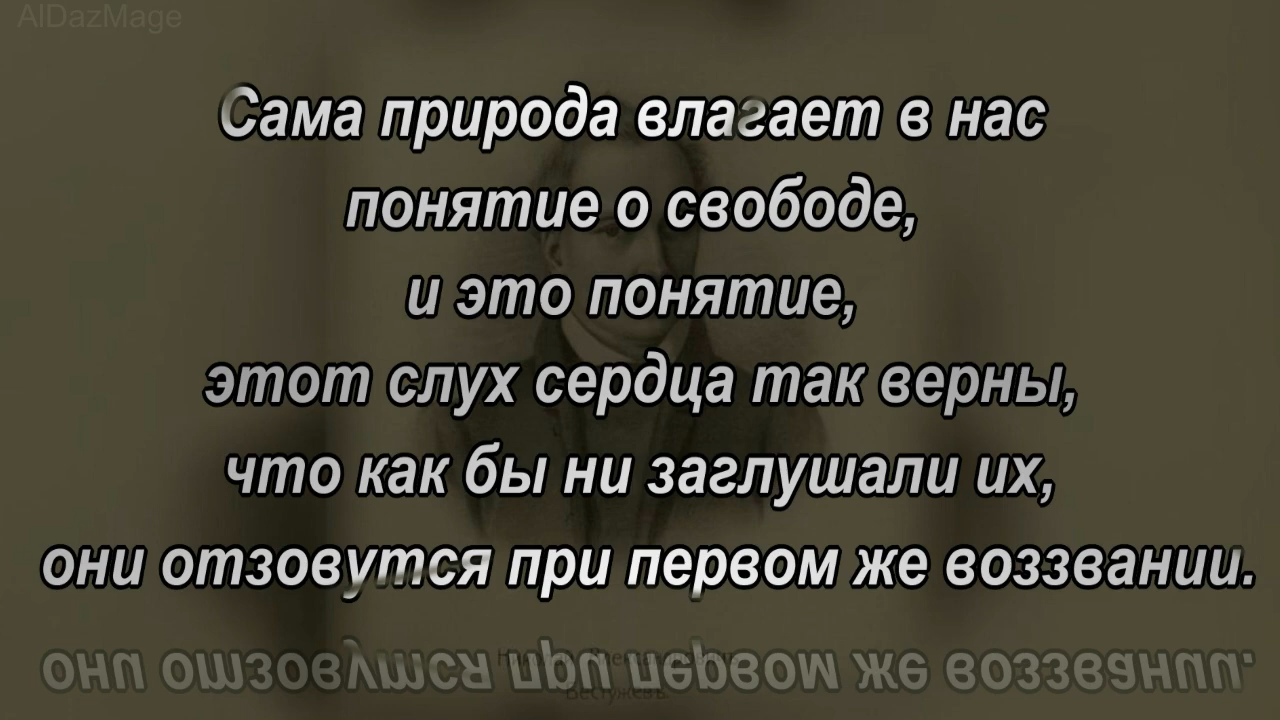 AlDazMage
Сама природа влагает в нас
понятие о свободе,
и это понятие,
этот слух сердца так верны,
что как бы ни заглушали их,
они отзовутся при первом же воззвании.